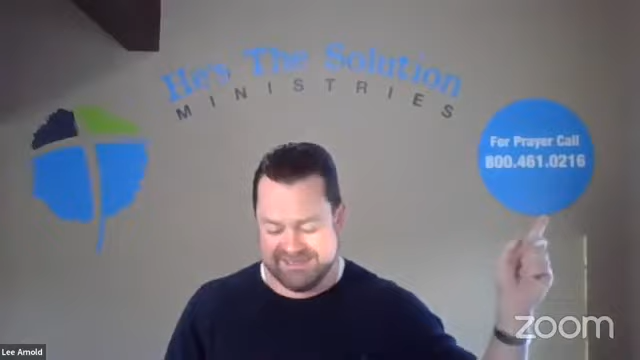 He's The Solution
MINISTRIES
For Prayer Call
800.461.0216
zoom
Lee Arnold